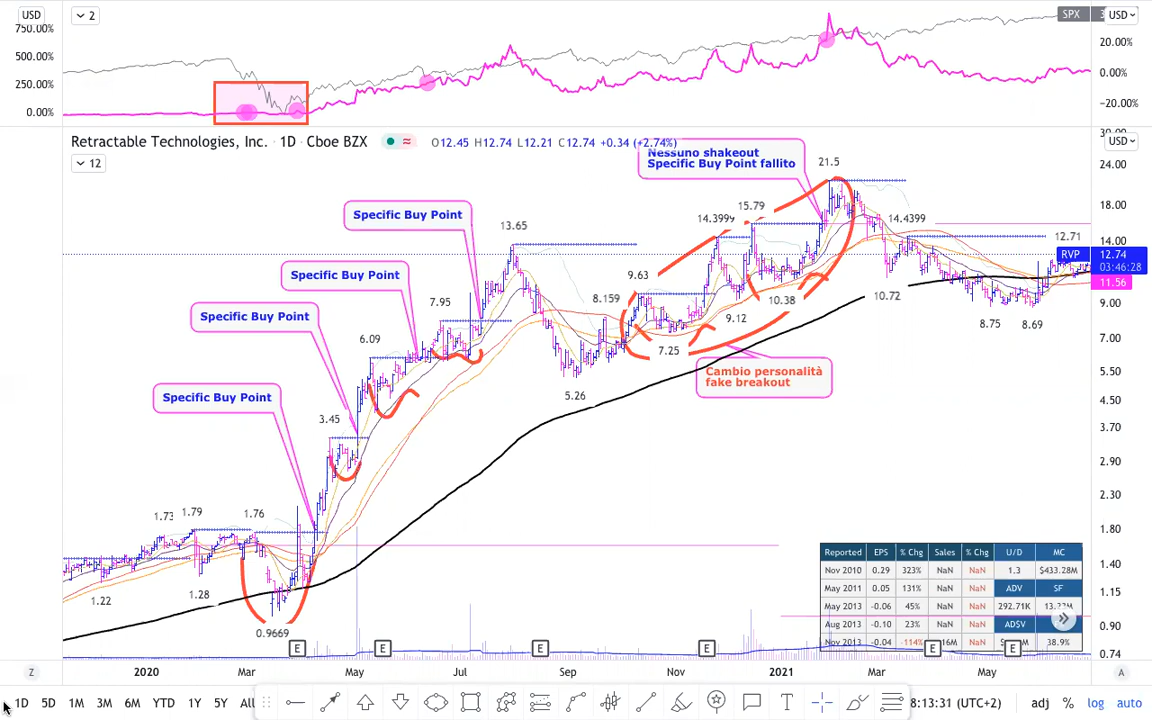 USD
2
SPX
USD
750.00%
500.00%
250.00%
0.00%
20.00%
0.00%
−20.00%
Retractable Technologies, Inc. · 1D · Cboe BZX
O12.45 H12.74 L12.21 C12.74 +0.34 (+2.74%)
12
USD
Nessuno shakeout
Specific Buy Point fallito
Specific Buy Point
Specific Buy Point
Specific Buy Point
Specific Buy Point
Cambio personalità
fake breakout
21.5
15.79
14.3999
14.4399
13.65
12.71
9.63
8.159
7.95
10.38
10.72
9.12
7.25
8.75
8.69
6.09
5.26
3.45
1.73
1.79
1.76
1.22
1.28
0.9669
24.00
18.00
14.00
RVP
12.74
03:46:28
11.56
9.00
7.00
5.50
4.50
3.70
2.90
2.30
1.80
1.40
1.15
0.90
0.74
Reported EPS % Chg Sales % Chg U/D MC
Nov 2010 0.29 323% NaN NaN 1.3 $433.28M
May 2011 0.05 131% NaN NaN ADV SF
May 2013 -0.06 45% NaN NaN 292.71K
Aug 2013 -0.10 23% NaN NaN AD$V
Nov 2013 -0.04 -114% NaN 38.9%
E E E E E E
Z
2020 Mar May Jul Sep Nov 2021 Mar May
A
1D 5D 1M 3M 6M YTD 1Y 5Y
8:13:31 (UTC+2)
adj % log auto